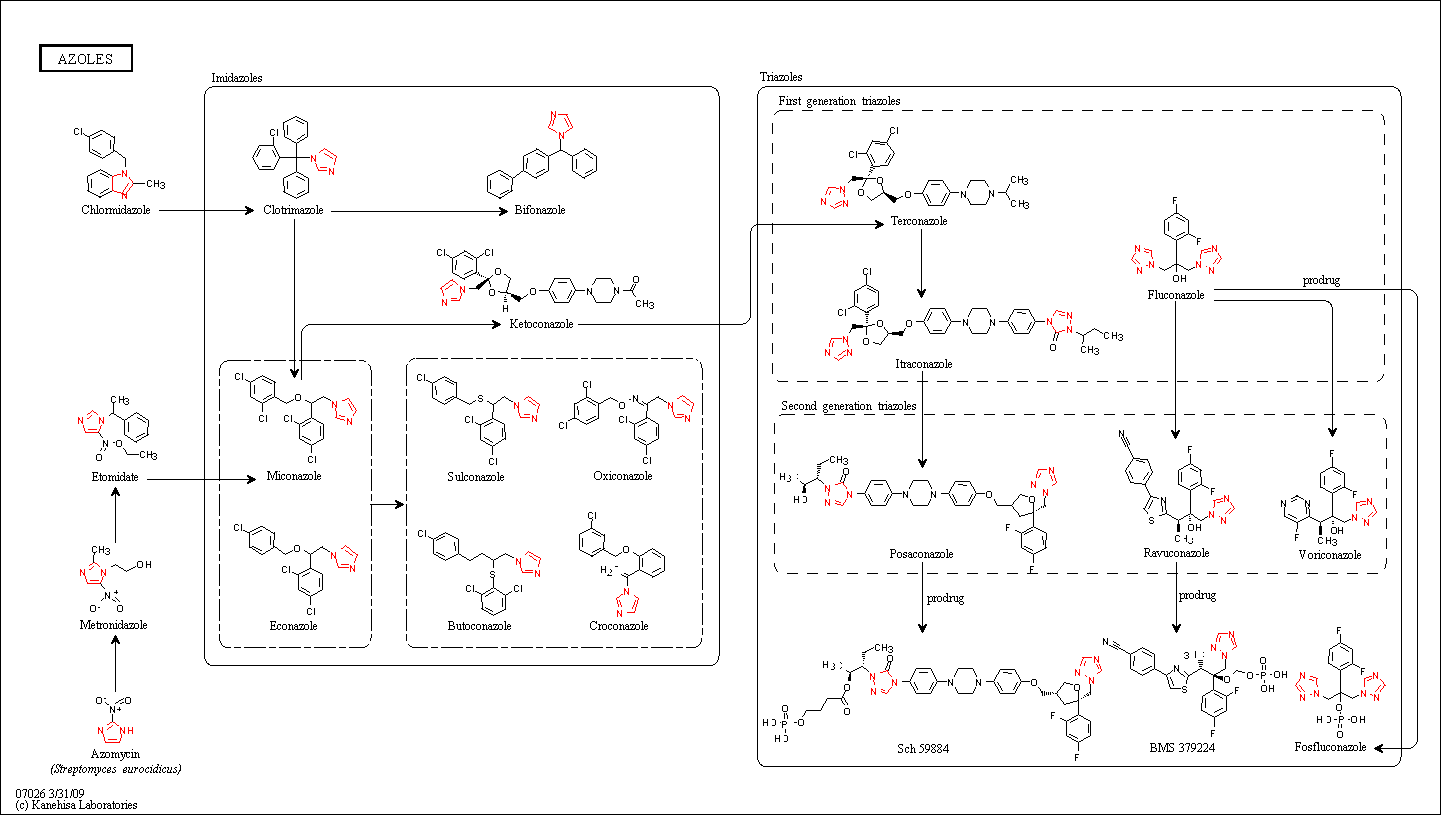 AZOLES
Imidazoles
Triazoles
First generation triazoles
Chlormidazole
Clotrimazole
Bifonazole
Terconazole
Ketoconazole
Fluconazole
prodrug
Itraconazole
Second generation triazoles
Etomidate
Miconazole
Sulconazole
Oxiconazole
Posaconazole
Ravuconazole
Voriconazole
Metronidazole
Econazole
Butoconazole
Croconazole
prodrug
prodrug
Azomycin
(Streptomyces eurocidicus)
Sch 59884
BMS 379224
Fosfluconazole
07026 3/31/09
(c) Kanehisa Laboratories